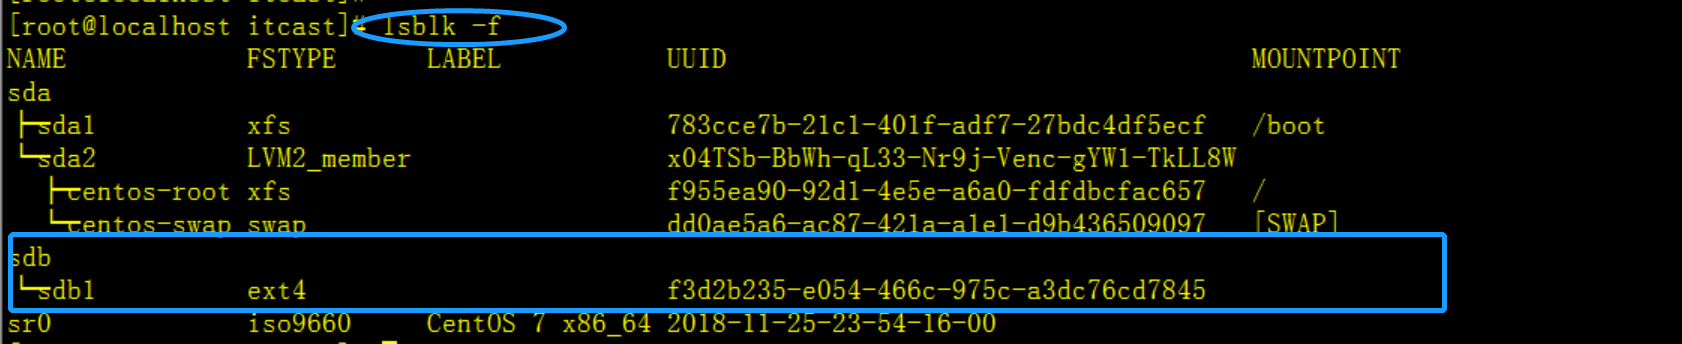 [root@localhost itcast]#
[root@localhost itcast]# lsblk -f
NAME FSTYPE LABEL UUID MOUNTPOINT
sda
├─sda1 xfs 783cce7b-21c1-401f-adf7-27bdc4df5ecf /boot
└─sda2 LVM2_member x04TSb-BbWh-qL33-Nr9j-Venc-gYW1-TkLL8W
├─centos-root xfs f955ea90-92d1-4e5e-a6a0-fdfdbcfac657 /
└─centos-swap swap dd0ae5a6-ac87-421a-a1e1-d9b436509097 [SWAP]
sdb
└─sdb1 ext4 f3d2b235-e054-466c-975c-a3dc76cd7845
sr0 iso9660 CentOS 7 x86_64 2018-11-25-23-54-16-00